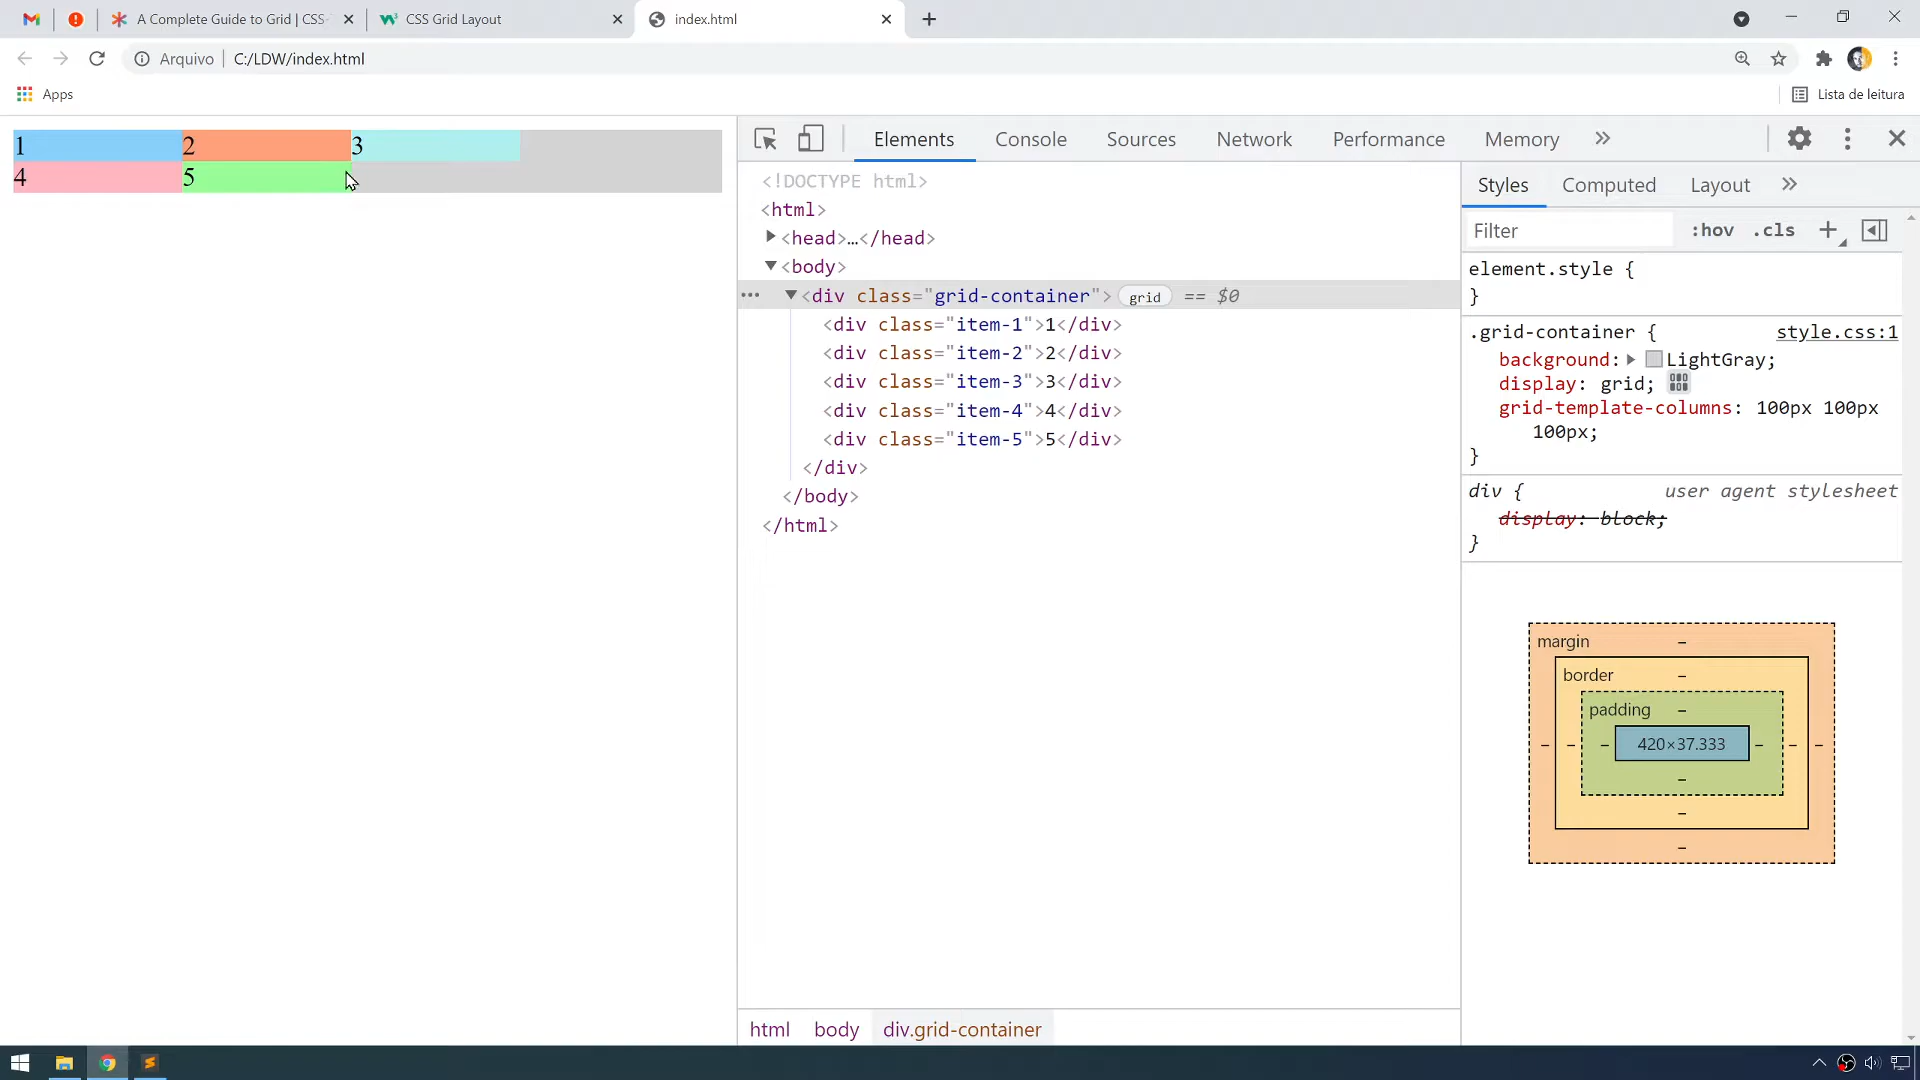 A Complete Guide to Grid | CSS-
CSS Grid Layout
index.html
Arquivo
C:/LDW/index.html
Apps
Lista de leitura
1 2 3
4 5
Elements Console Sources Network Performance Memory
<!DOCTYPE html>
<html>
<head>…</head>
<body>
<div class="grid-container"> grid == $0
<div class="item-1">1</div>
<div class="item-2">2</div>
<div class="item-3">3</div>
<div class="item-4">4</div>
<div class="item-5">5</div>
</div>
</body>
</html>
html body div.grid-container
Styles Computed Layout
Filter :hov .cls
element.style {
}
.grid-container { style.css:1
background: LightGray;
display: grid;
grid-template-columns: 100px 100px
100px;
}
div { user agent stylesheet
display: block;
}
margin –
border –
padding –
– – – 420×37.333 – – –
–
–
–